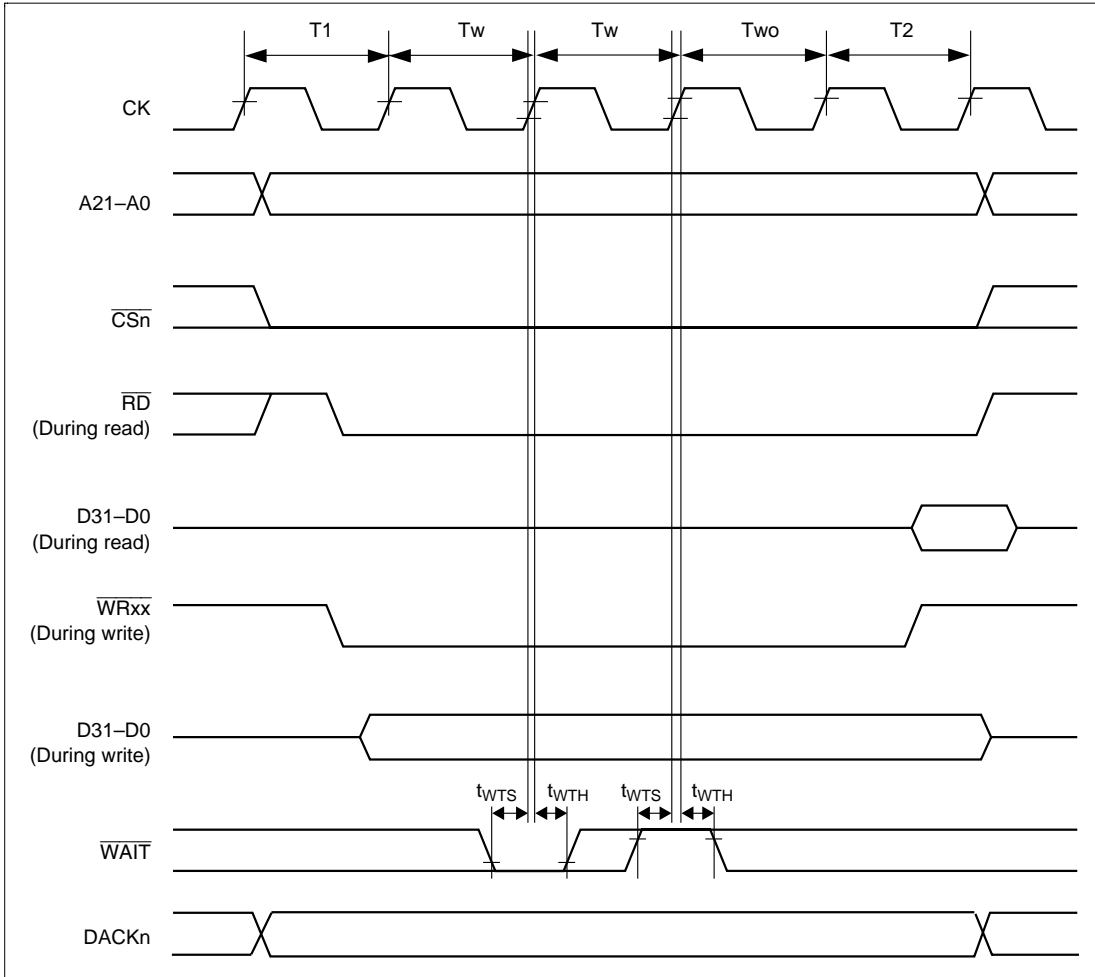 T1 Tw Tw Two T2
CK
A21–A0
CSn
RD
(During read)
D31–D0
(During read)
WRxx
(During write)
D31–D0
(During write)
tWTS tWTH tWTS tWTH
WAIT
DACKn